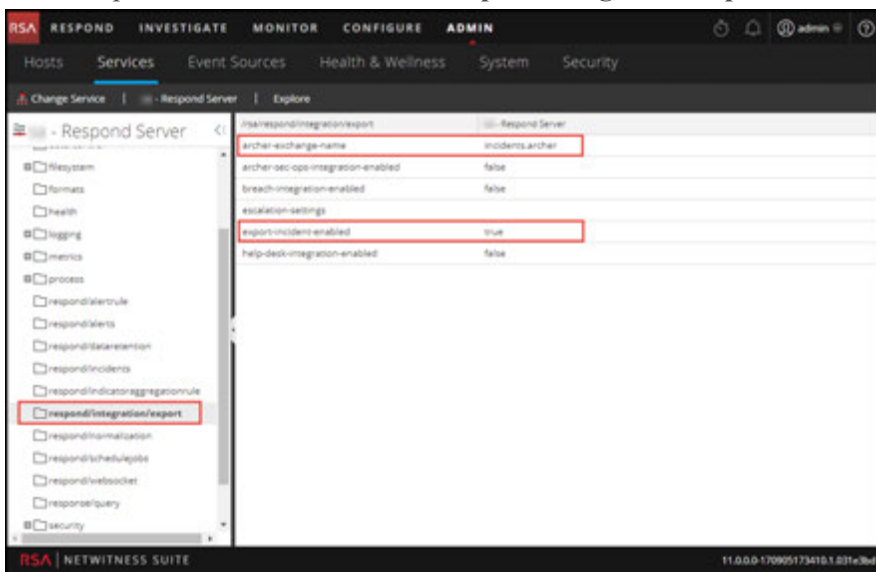 RSA RESPOND INVESTIGATE MONITOR CONFIGURE ADMIN admin
Hosts Services Event Sources Health & Wellness System Security
Change Service | - Respond Server | Explore
- Respond Server
filesystem
formats
health
logging
metrics
process
respond/alertrule
respond/alerts
respond/dataretention
respond/incidents
respond/indicatoraggregationrule
respond/integration/export
respond/normalization
respond/schedulejobs
respond/websocket
response/query
security
/rsa/respond/integration/export - Respond Server
archer-exchange-name incidents.archer
archer-sec-ops-integration-enabled false
breach-integration-enabled false
escalation-settings
export-incident-enabled true
help-desk-integration-enabled false
RSA | NETWITNESS SUITE 11.0.0.0-170905173410.1.031e3bd